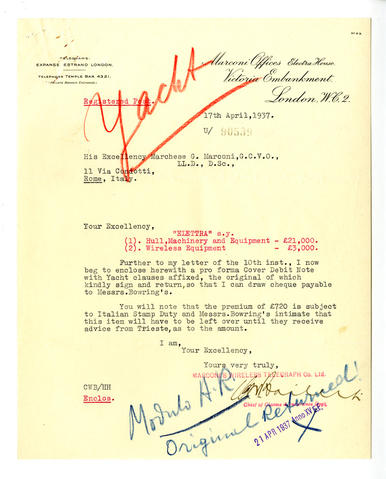 Telegrams:
EXPANSE ESTRAND LONDON.
TELEPHONE TEMPLE BAR 4321.
Marconi Offices Electra House.
Victoria Embankment.
London, W.C.2.
Registered Post.
Yacht
17th April, 1937.
U/ 90539
His Excellency Marchese G. Marconi, G.C.V.O.,
LL.D., D.Sc.,
11 Via Condotti,
Rome, Italy.
Your Excellency,
"ELETTRA" s.y.
(1). Hull, Machinery and Equipment - £21,000.
(2). Wireless Equipment - £3,000.
Further to my letter of the 10th inst., I now
beg to enclose herewith a pro forma Cover Debit Note
with Yacht clauses affixed, the original of which
kindly sign and return, so that I can draw cheque payable
to Messrs. Bowring's.
You will note that the premium of £720 is subject
to Italian Stamp Duty and Messrs. Bowring's intimate that
this item will have to be left over until they receive
advice from Trieste, as to the amount.
I am,
Your Excellency,
Yours very truly,
MARCONI'S WIRELESS TELEGRAPH Co. Ltd.
Chief of
CWB/HH
Enclos.
Modulo A.R.
Original Returned!
21 APR 1937 Anno XV